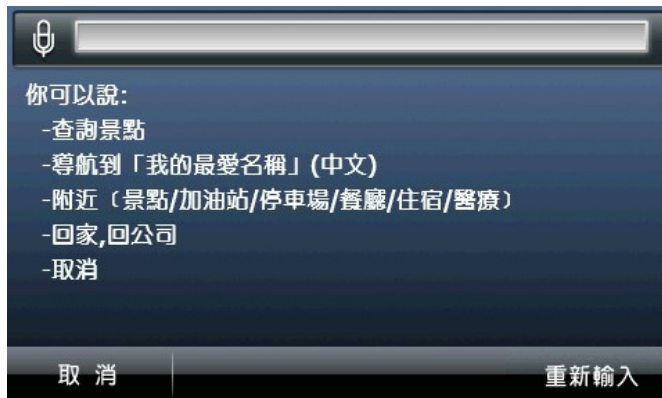 你可以說:
-查詢景點
-導航到「我的最愛名稱」(中文)
-附近〔景點/加油站/停車場/餐廳/住宿/醫療〕
-回家,回公司
-取消
取 消
重新輸入